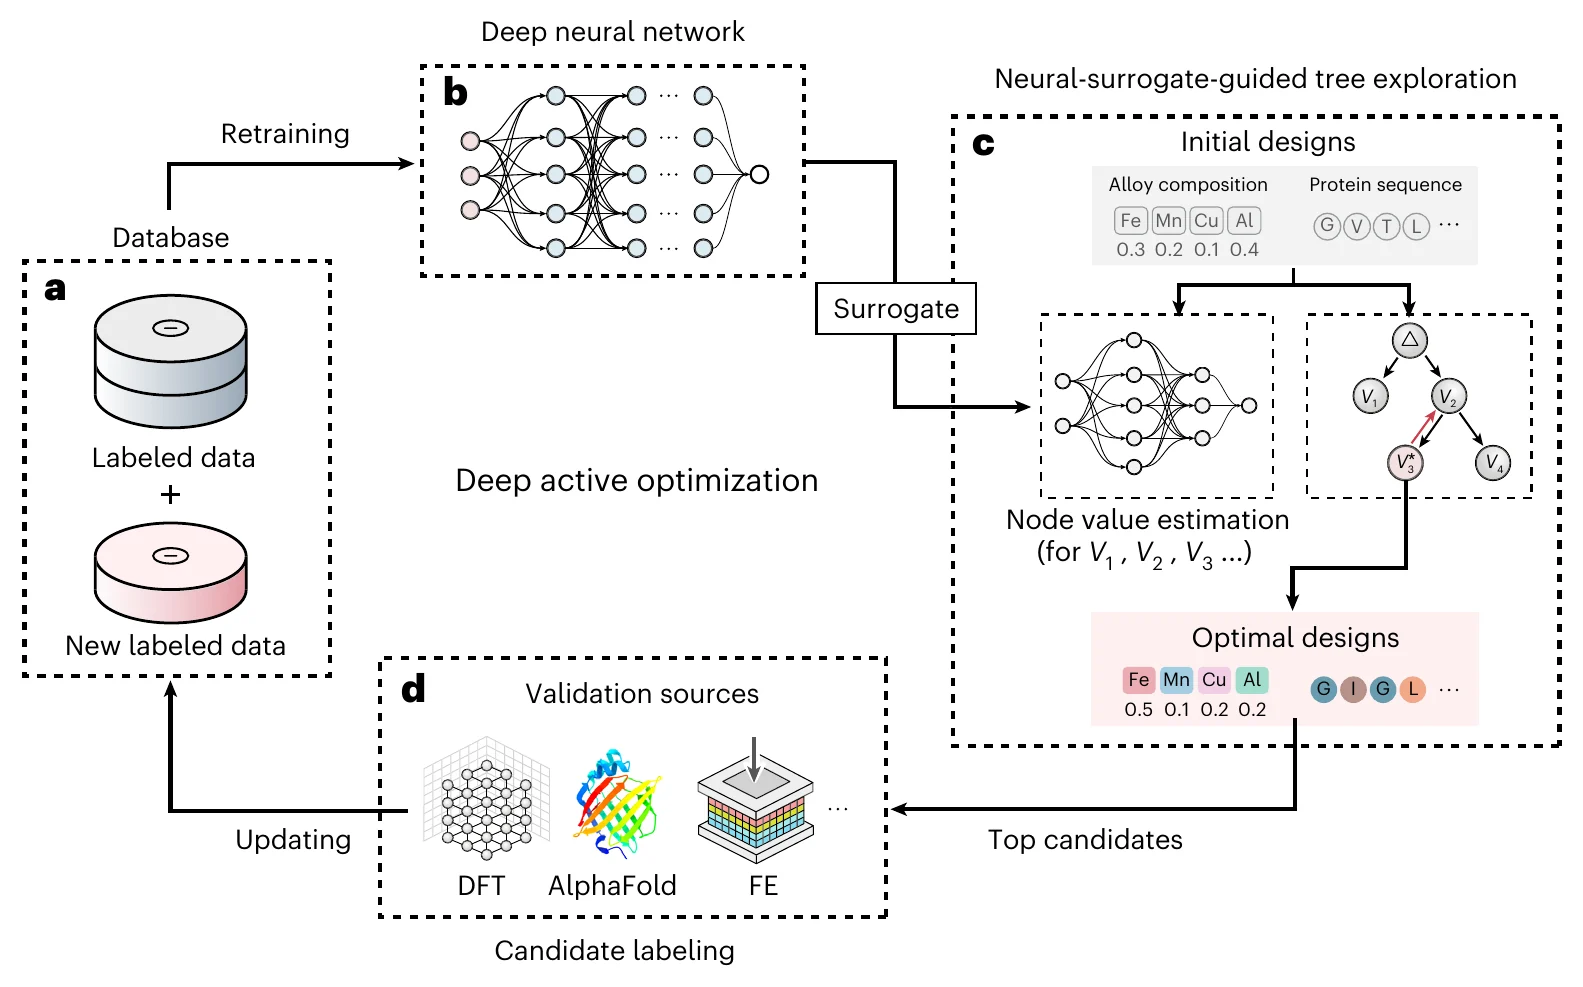 Deep neural network
b
Retraining
Database
a
Labeled data
+
New labeled data
Surrogate
Deep active optimization
Neural-surrogate-guided tree exploration
c
Initial designs
Alloy composition
Fe Mn Cu Al
0.3 0.2 0.1 0.4
Protein sequence
G V T L ...
△
V1 V2
V3* V4
Node value estimation
(for V1 , V2 , V3 ...)
Optimal designs
Fe Mn Cu Al
0.5 0.1 0.2 0.2
G I G L ...
Top candidates
d
Validation sources
DFT AlphaFold FE ...
Candidate labeling
Updating